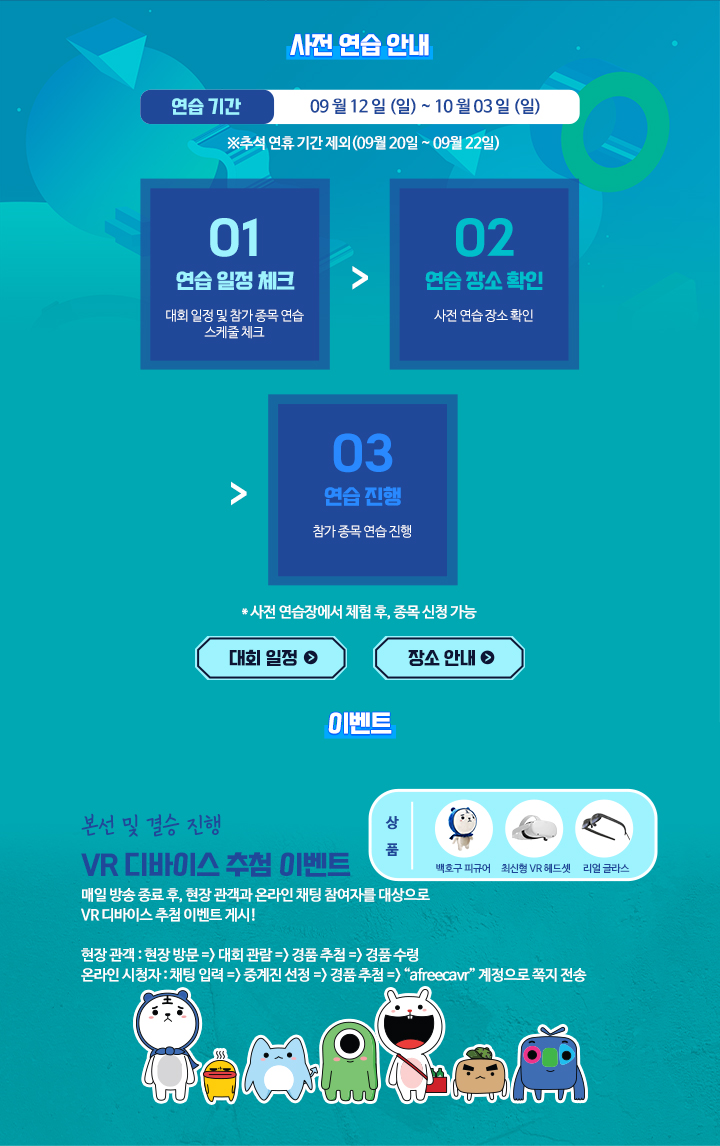 사전 연습 안내
연습 기간
09월 12일 (일) ~ 10월 03일 (일)
※추석 연휴 기간 제외(09월 20일 ~ 09월 22일)
01
연습 일정 체크
대회 일정 및 참가 종목 연습
스케줄 체크
>
02
연습 장소 확인
사전 연습 장소 확인
>
03
연습 진행
참가 종목 연습 진행
* 사전 연습장에서 체험 후, 종목 신청 가능
대회 일정
장소 안내
이벤트
본선 및 결승 진행
VR 디바이스 추첨 이벤트
상
품
백호구 피규어
최신형 VR 헤드셋
리얼 글라스
매일 방송 종료 후, 현장 관객과 온라인 채팅 참여자를 대상으로
VR 디바이스 추첨 이벤트 게시!
현장 관객 : 현장 방문 => 대회 관람 => 경품 추첨 => 경품 수령
온라인 시청자 : 채팅 입력 => 중계진 선정 => 경품 추첨 => “afreecavr” 계정으로 쪽지 전송